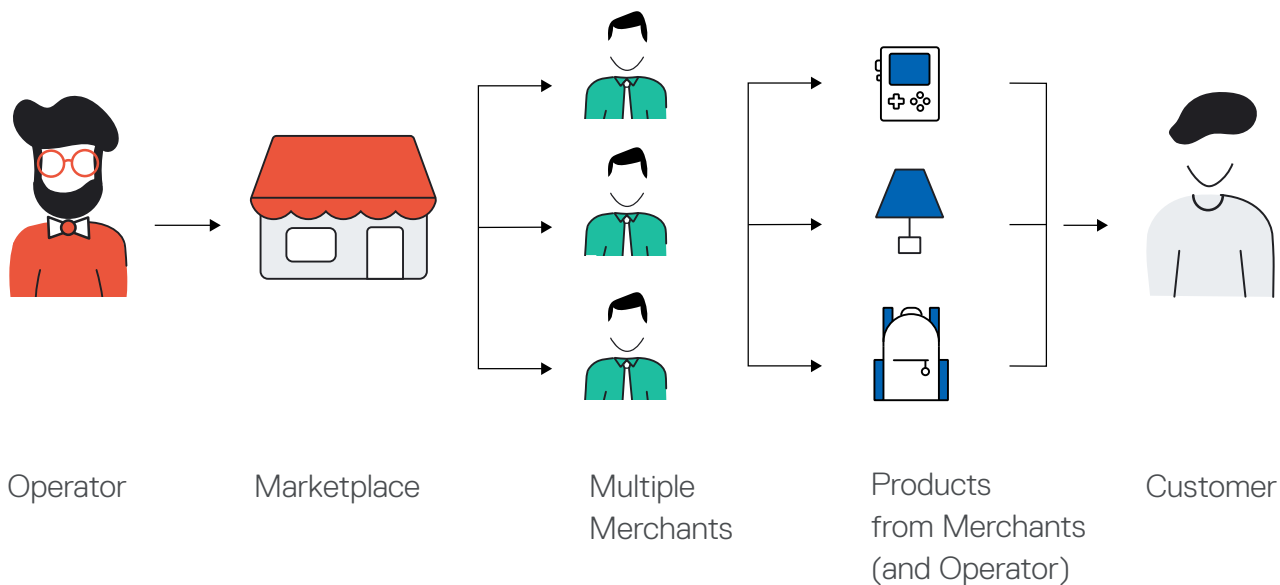 Operator
Marketplace
Multiple
Merchants
Products
from Merchants
(and Operator)
Customer